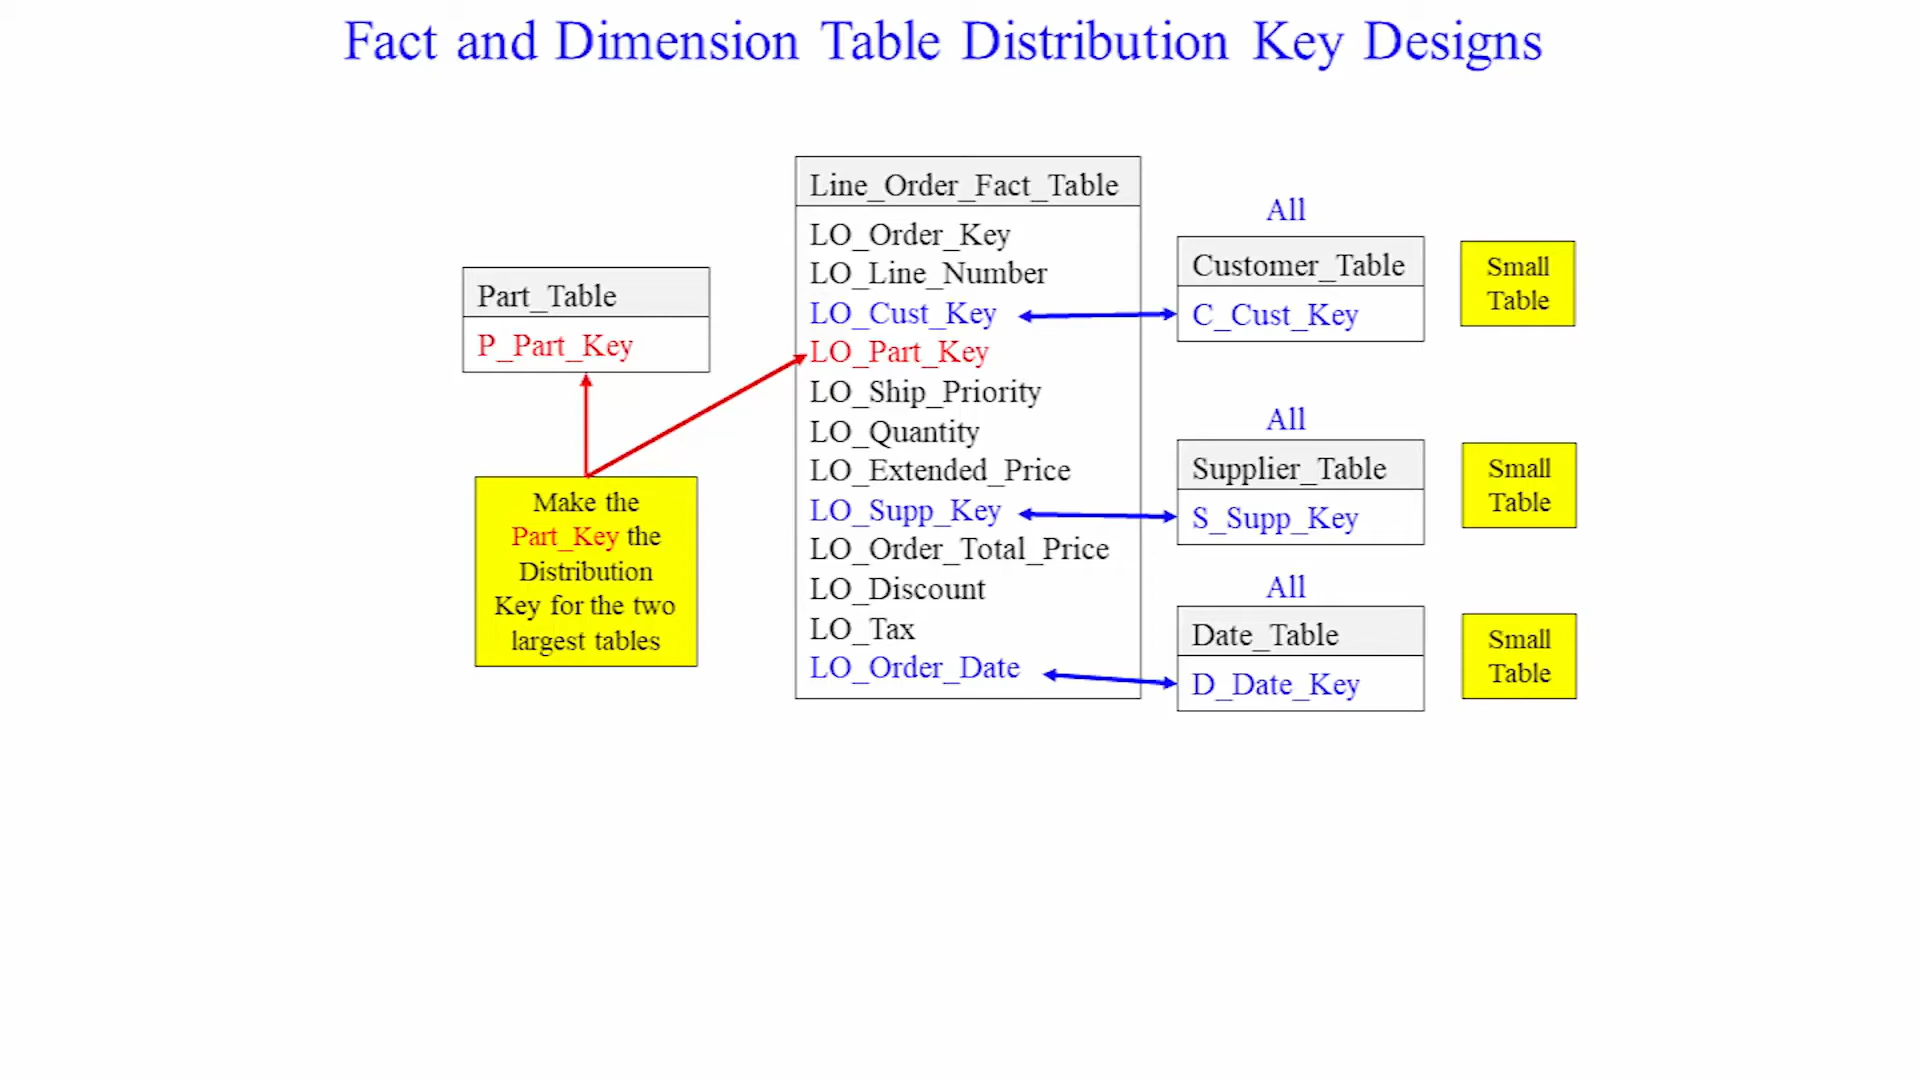 Fact and Dimension Table Distribution Key Designs
Part_Table
P_Part_Key
Make the
Part_Key the
Distribution
Key for the two
largest tables
Line_Order_Fact_Table
LO_Order_Key
LO_Line_Number
LO_Cust_Key
LO_Part_Key
LO_Ship_Priority
LO_Quantity
LO_Extended_Price
LO_Supp_Key
LO_Order_Total_Price
LO_Discount
LO_Tax
LO_Order_Date
All
Customer_Table
C_Cust_Key
Small
Table
All
Supplier_Table
S_Supp_Key
Small
Table
All
Date_Table
D_Date_Key
Small
Table